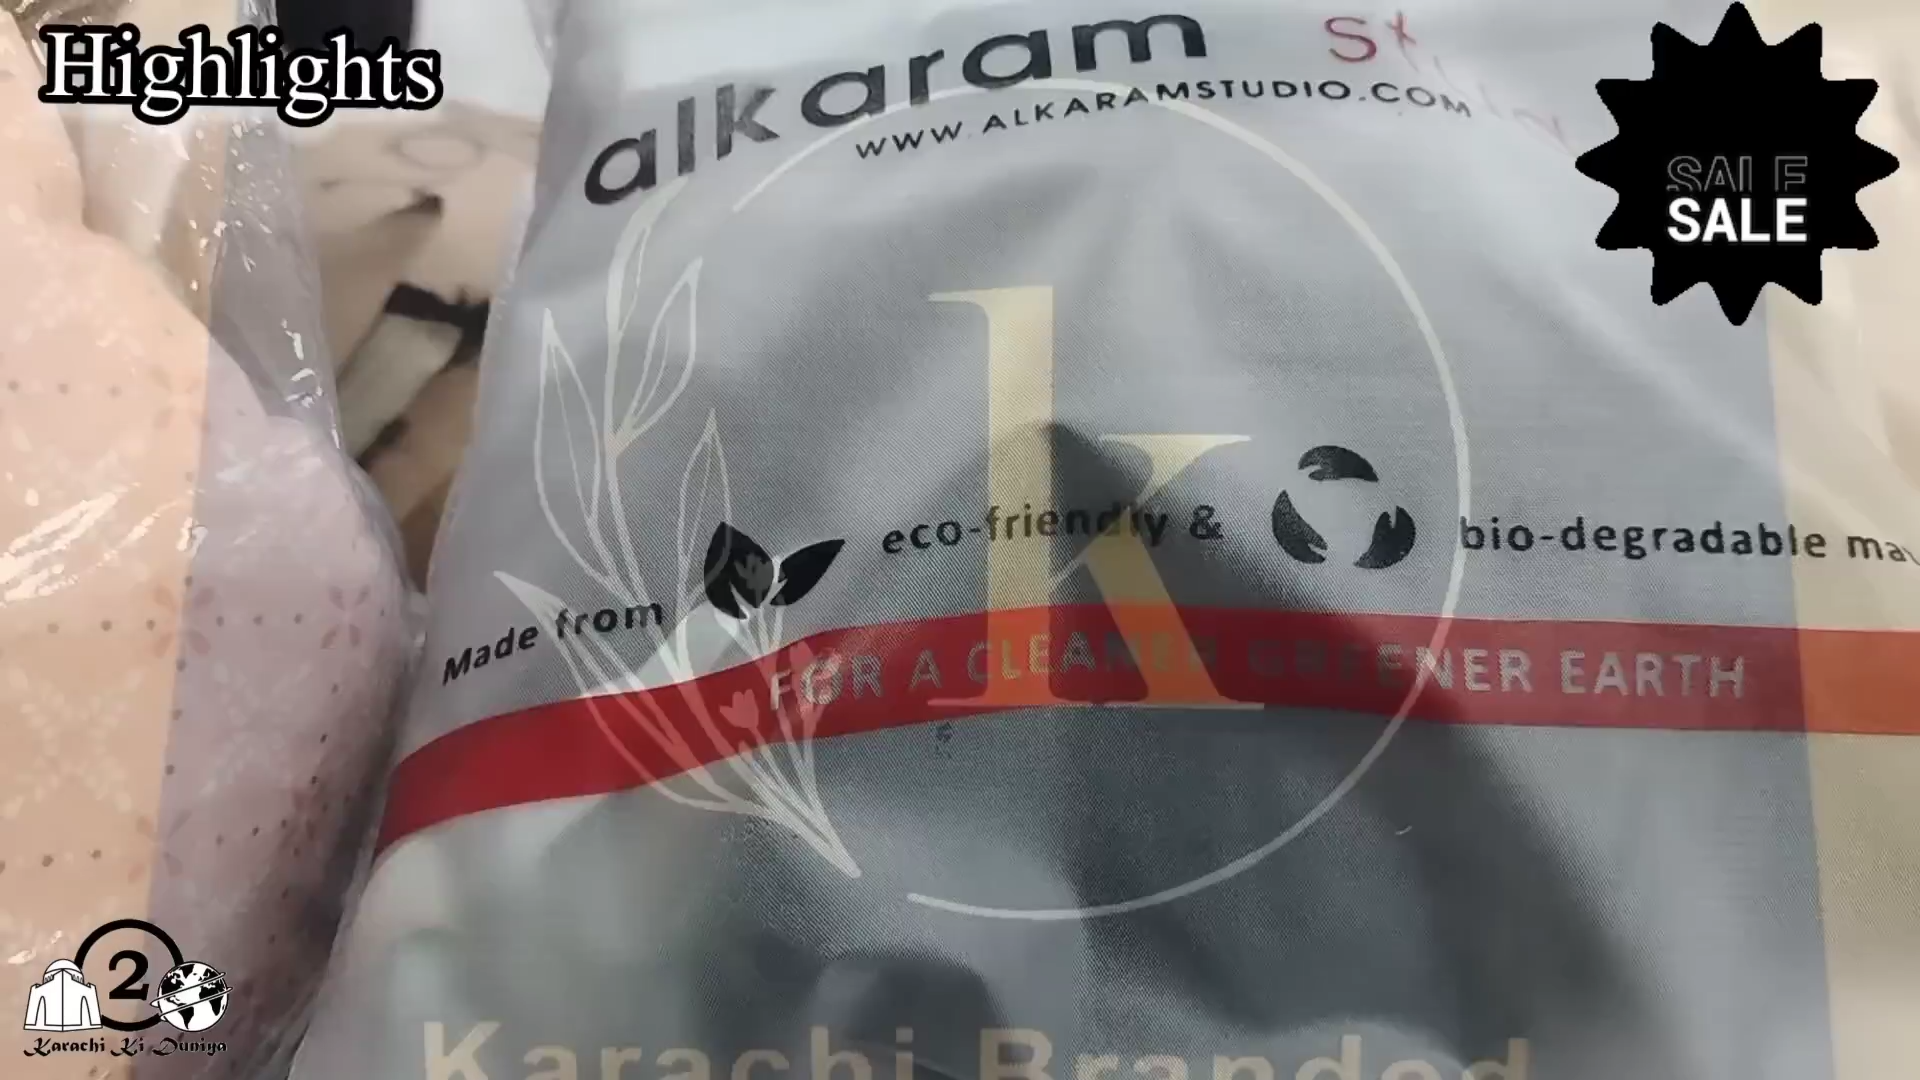 Highlights
alkaram
WWW.ALKARAMSTUDIO.COM
SALE
SALE
k
Made from eco-friendly & bio-degradable
FOR A CLEANER GREENER EARTH
2
Karachi Ki Duniya
Karachi Branded